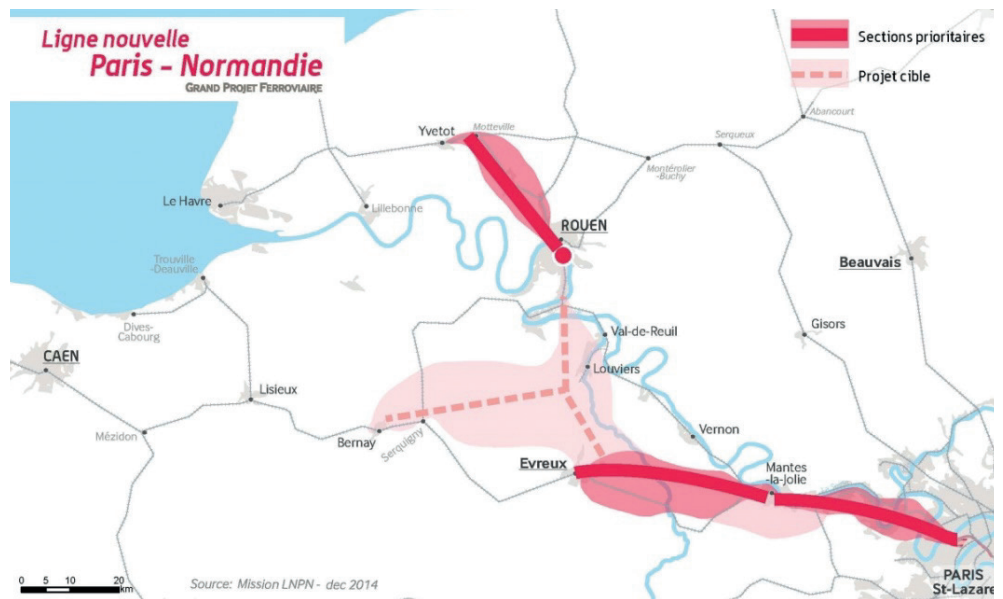 Ligne nouvelle
Paris – Normandie
GRAND PROJET FERROVIAIRE
Sections prioritaires
Projet cible
Abancourt
Yvetot
Motteville
Serqueux
Montérolier
-Buchy
Le Havre
Lillebonne
ROUEN
Beauvais
Trouville
-Deauville
Dives-
Cabourg
Val-de-Reuil
Gisors
CAEN
Louviers
Lisieux
Mézidon
Bernay
Serquigny
Vernon
Evreux
Mantes
-la-Jolie
0 5 10 20
km
Source: Mission LNPN - dec 2014
PARIS
St-Lazare